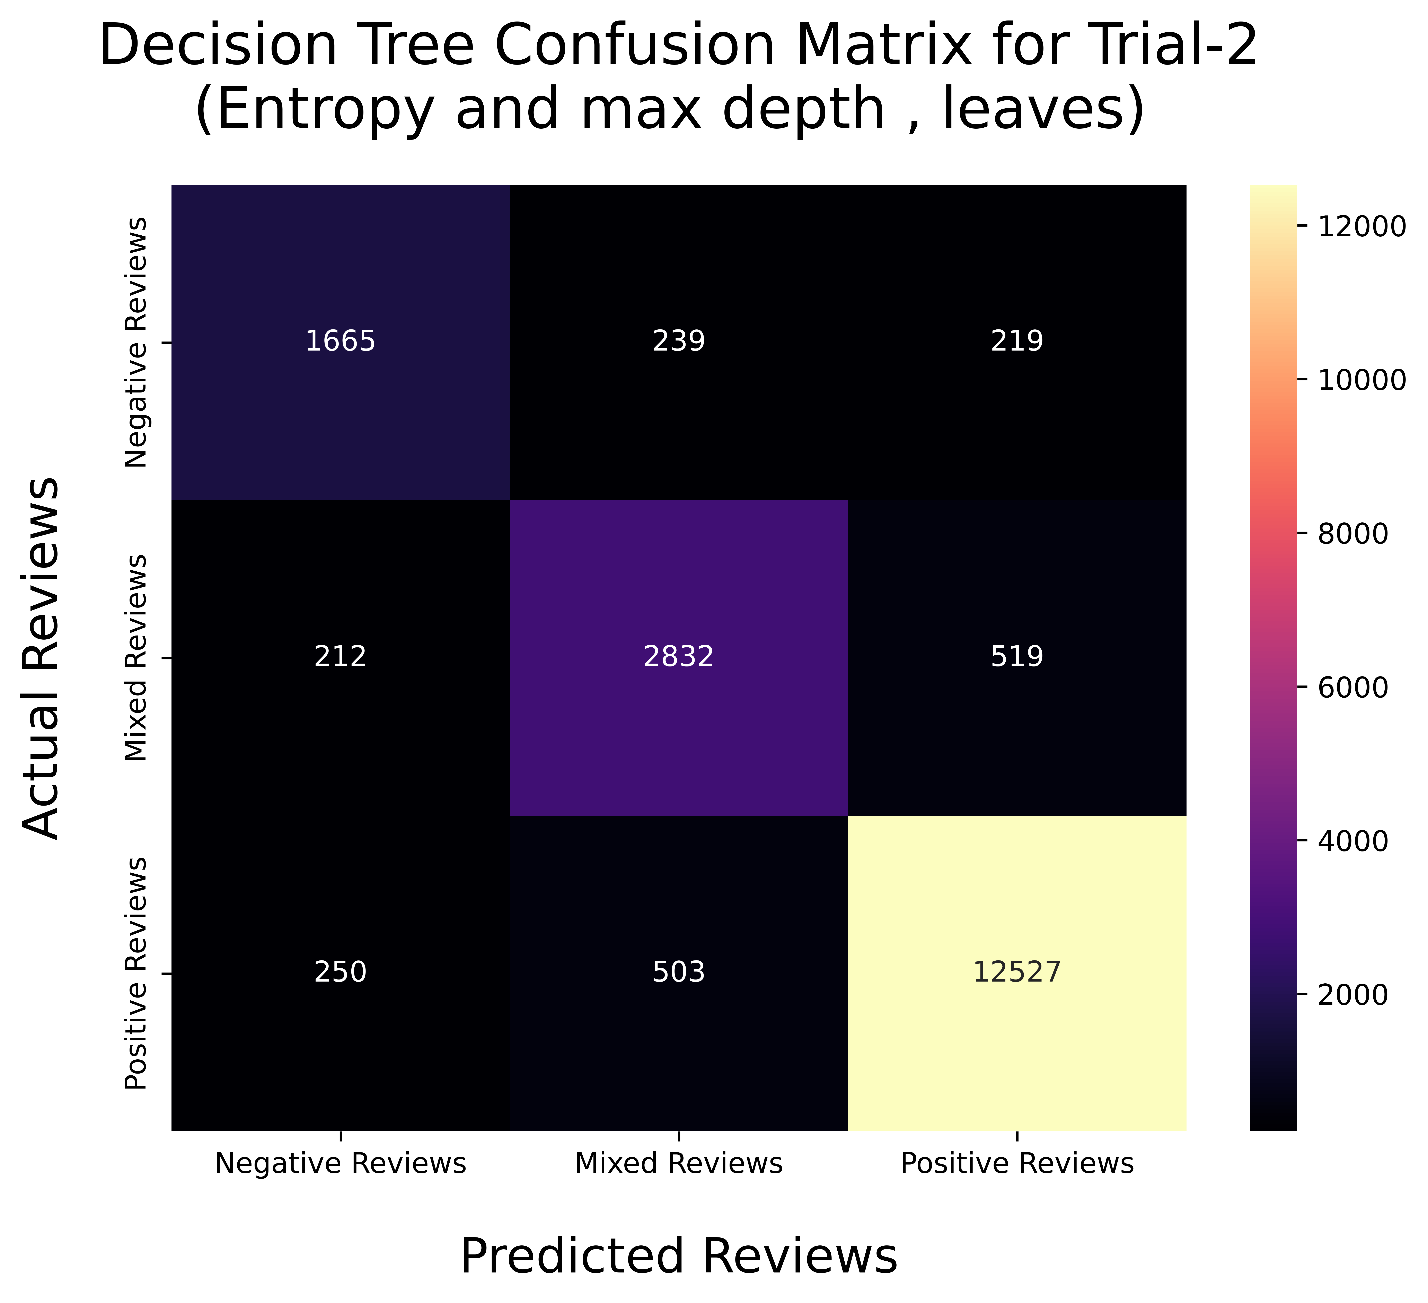 Decision Tree Confusion Matrix for Trial-2
(Entropy and max depth , leaves)
Actual Reviews
Negative Reviews
1665
239
219
Mixed Reviews
212
2832
519
Positive Reviews
250
503
12527
Negative Reviews
Mixed Reviews
Positive Reviews
Predicted Reviews
12000
10000
8000
6000
4000
2000